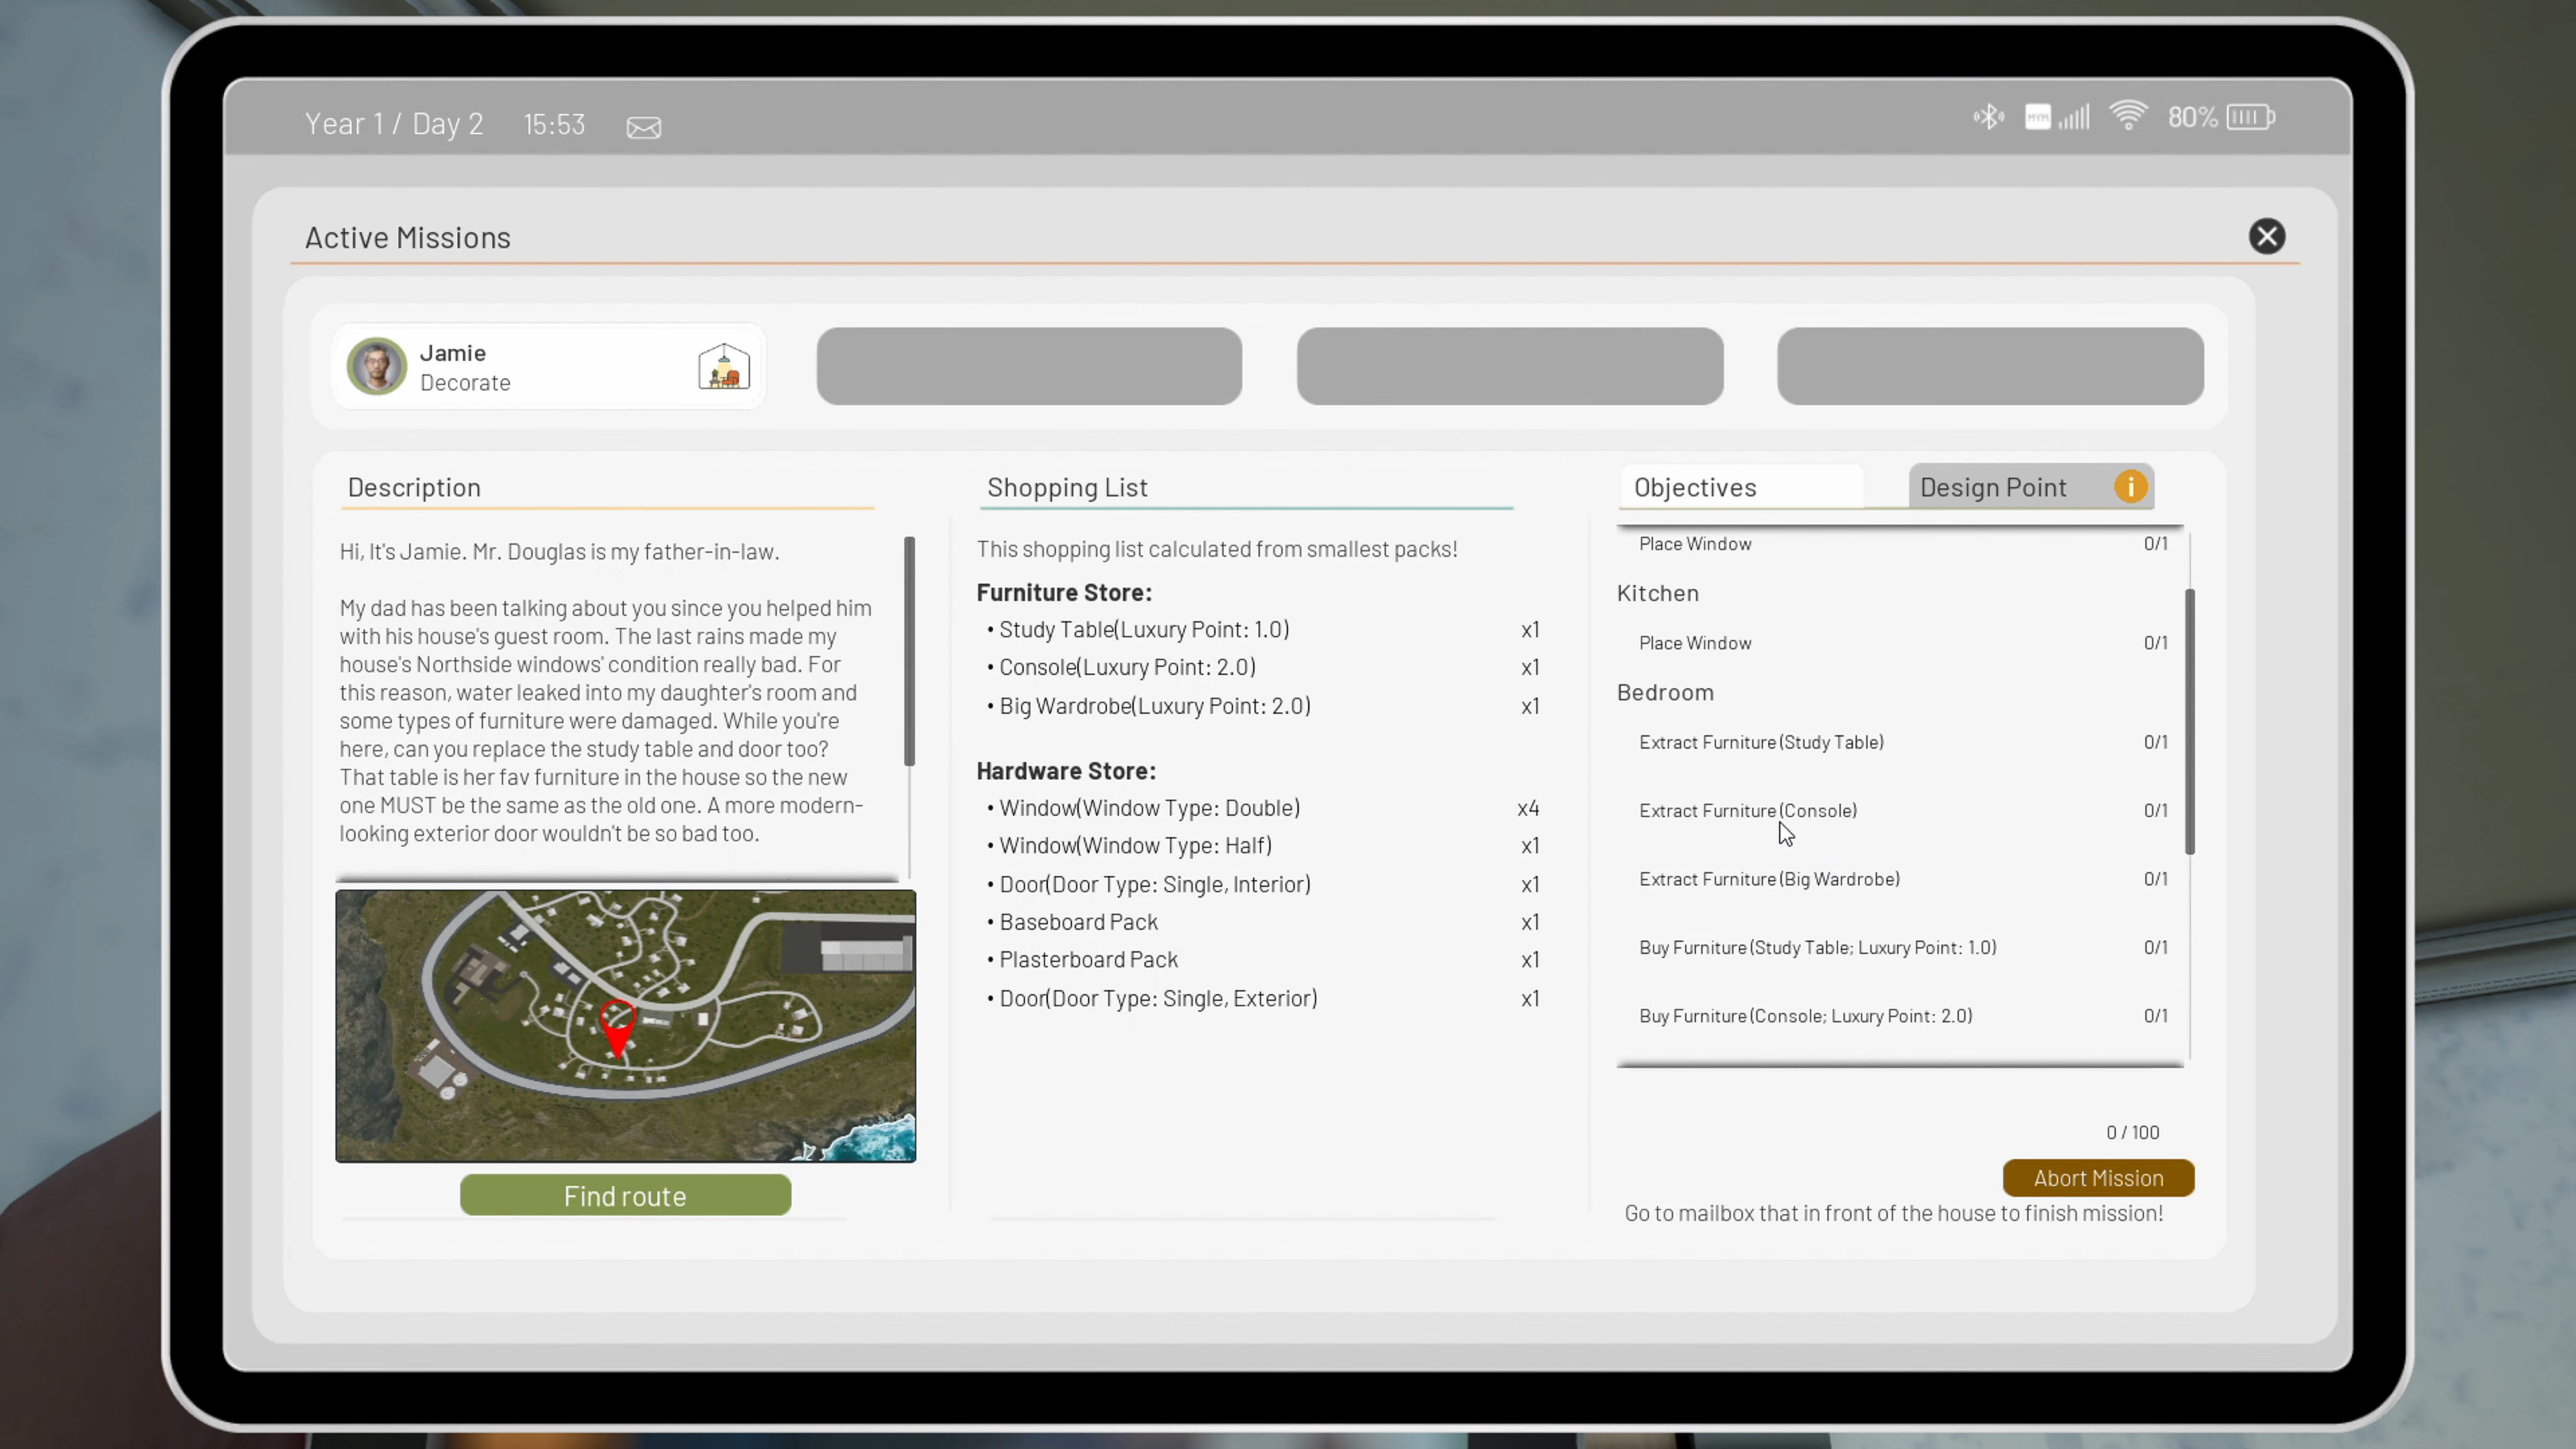 Year 1 / Day 2 15:53 MYM 80%
Active Missions
Jamie
Decorate
Description
Hi, It's Jamie. Mr. Douglas is my father-in-law.
My dad has been talking about you since you helped him
with his house's guest room. The last rains made my
house's Northside windows' condition really bad. For
this reason, water leaked into my daughter's room and
some types of furniture were damaged. While you're
here, can you replace the study table and door too?
That table is her fav furniture in the house so the new
one MUST be the same as the old one. A more modern-
looking exterior door wouldn't be so bad too.
Find route
Shopping List
This shopping list calculated from smallest packs!
Furniture Store:
• Study Table(Luxury Point: 1.0) x1
• Console(Luxury Point: 2.0) x1
• Big Wardrobe(Luxury Point: 2.0) x1
Hardware Store:
• Window(Window Type: Double) x4
• Window(Window Type: Half) x1
• Door(Door Type: Single, Interior) x1
• Baseboard Pack x1
• Plasterboard Pack x1
• Door(Door Type: Single, Exterior) x1
Objectives Design Point i
Place Window 0/1
Kitchen
Place Window 0/1
Bedroom
Extract Furniture (Study Table) 0/1
Extract Furniture (Console) 0/1
Extract Furniture (Big Wardrobe) 0/1
Buy Furniture (Study Table; Luxury Point: 1.0) 0/1
Buy Furniture (Console; Luxury Point: 2.0) 0/1
0 / 100
Abort Mission
Go to mailbox that in front of the house to finish mission!